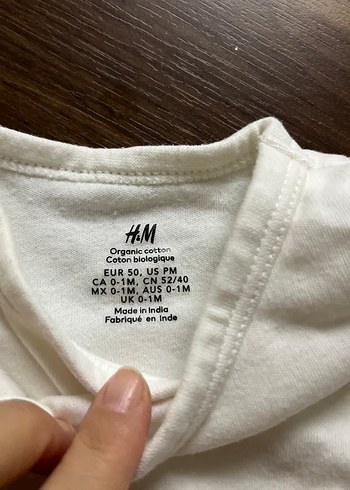 H&M
Organic cotton
Coton biologique
EUR 50, US PM
CA 0-1M, CN 52/40
MX 0-1M, AUS 0-1M
UK 0-1M
Made in India
Fabriqué en Inde